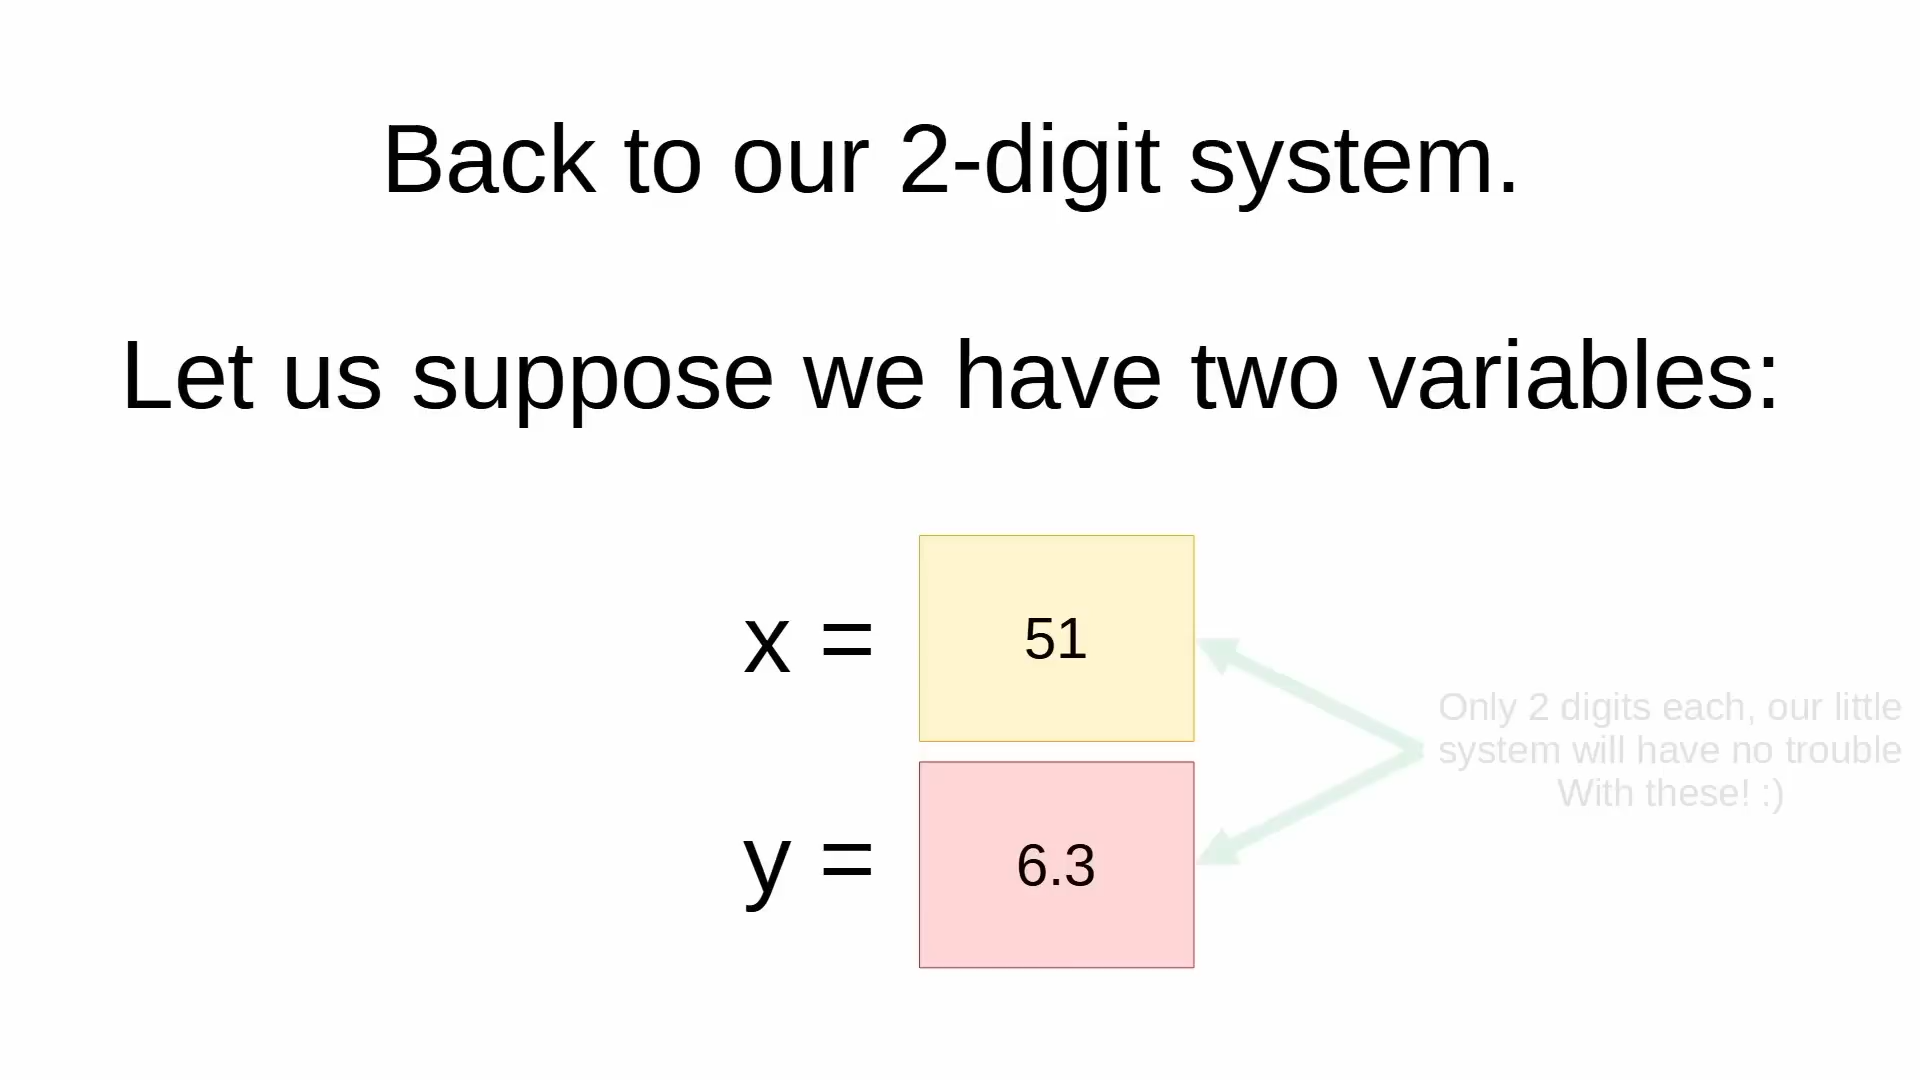 Back to our 2-digit system.
Let us suppose we have two variables:
x = 51
Only 2 digits each, our little
system will have no trouble
With these! :)
y = 6.3